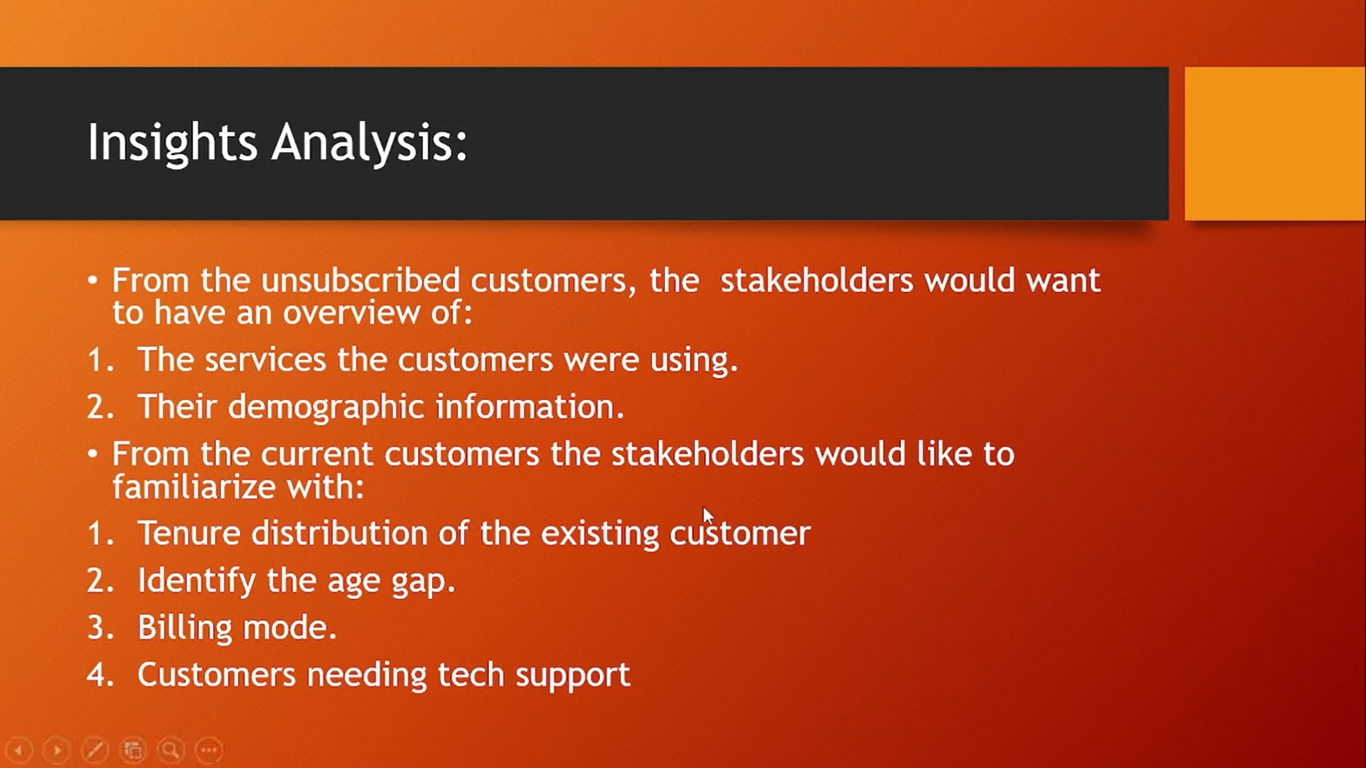 Insights Analysis:
• From the unsubscribed customers, the  stakeholders would want
to have an overview of:
1. The services the customers were using.
2. Their demographic information.
• From the current customers the stakeholders would like to
familiarize with:
1. Tenure distribution of the existing customer
2. Identify the age gap.
3. Billing mode.
4. Customers needing tech support